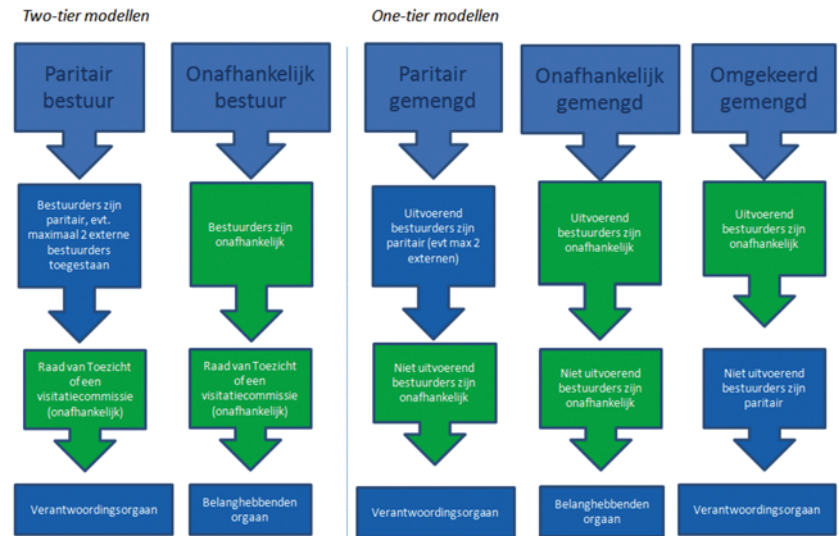 Two-tier modellen
One-tier modellen
Paritair
bestuur
Onafhankelijk
bestuur
Paritair
gemengd
Onafhankelijk
gemengd
Omgekeerd
gemengd
Bestuurders zijn
paritair, evt.
maximaal 2 externe
bestuurders
toegestaan
Bestuurders zijn
onafhankelijk
Uitvoerend
bestuurders zijn
paritair (evt max 2
externen)
Uitvoerend
bestuurders zijn
onafhankelijk
Uitvoerend
bestuurders zijn
onafhankelijk
Raad van Toezicht
of een
visitatiecommissie
(onafhankelijk)
Raad van Toezicht
of een
visitatiecommissie
(onafhankelijk)
Niet uitvoerend
bestuurders zijn
onafhankelijk
Niet uitvoerend
bestuurders zijn
onafhankelijk
Niet uitvoerend
bestuurders zijn
paritair
Verantwoordingsorgaan
Belanghebbenden
orgaan
Verantwoordingsorgaan
Belanghebbenden
orgaan
Verantwoordingsorgaan